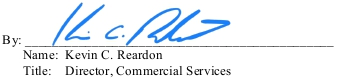 By:
Name: Kevin C. Reardon
Title: Director, Commercial Services